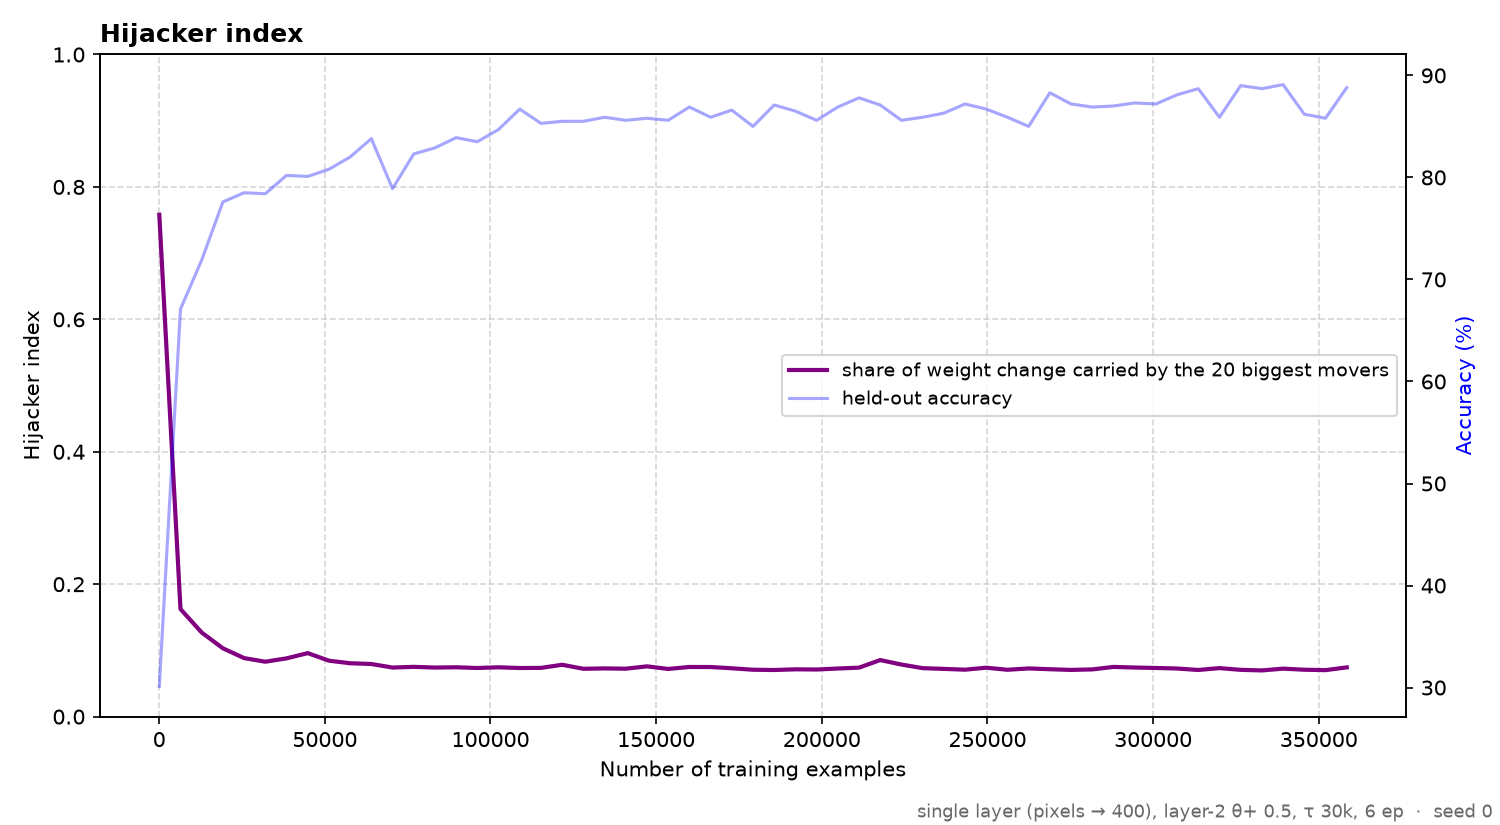 Hijacker index
1.0
0.8
0.6
0.4
0.2
0.0
Hijacker index
90
80
70
60
50
40
30
Accuracy (%)
share of weight change carried by the 20 biggest movers
held-out accuracy
0 50000 100000 150000 200000 250000 300000 350000
Number of training examples
single layer (pixels → 400), layer-2 θ+ 0.5, τ 30k, 6 ep · seed 0